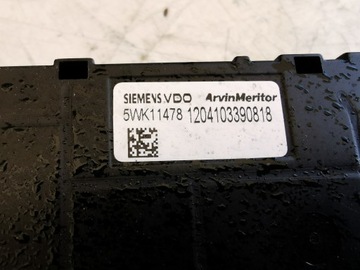 SIEMENS VDO ArvinMeritor
5WK11478 1204103390818